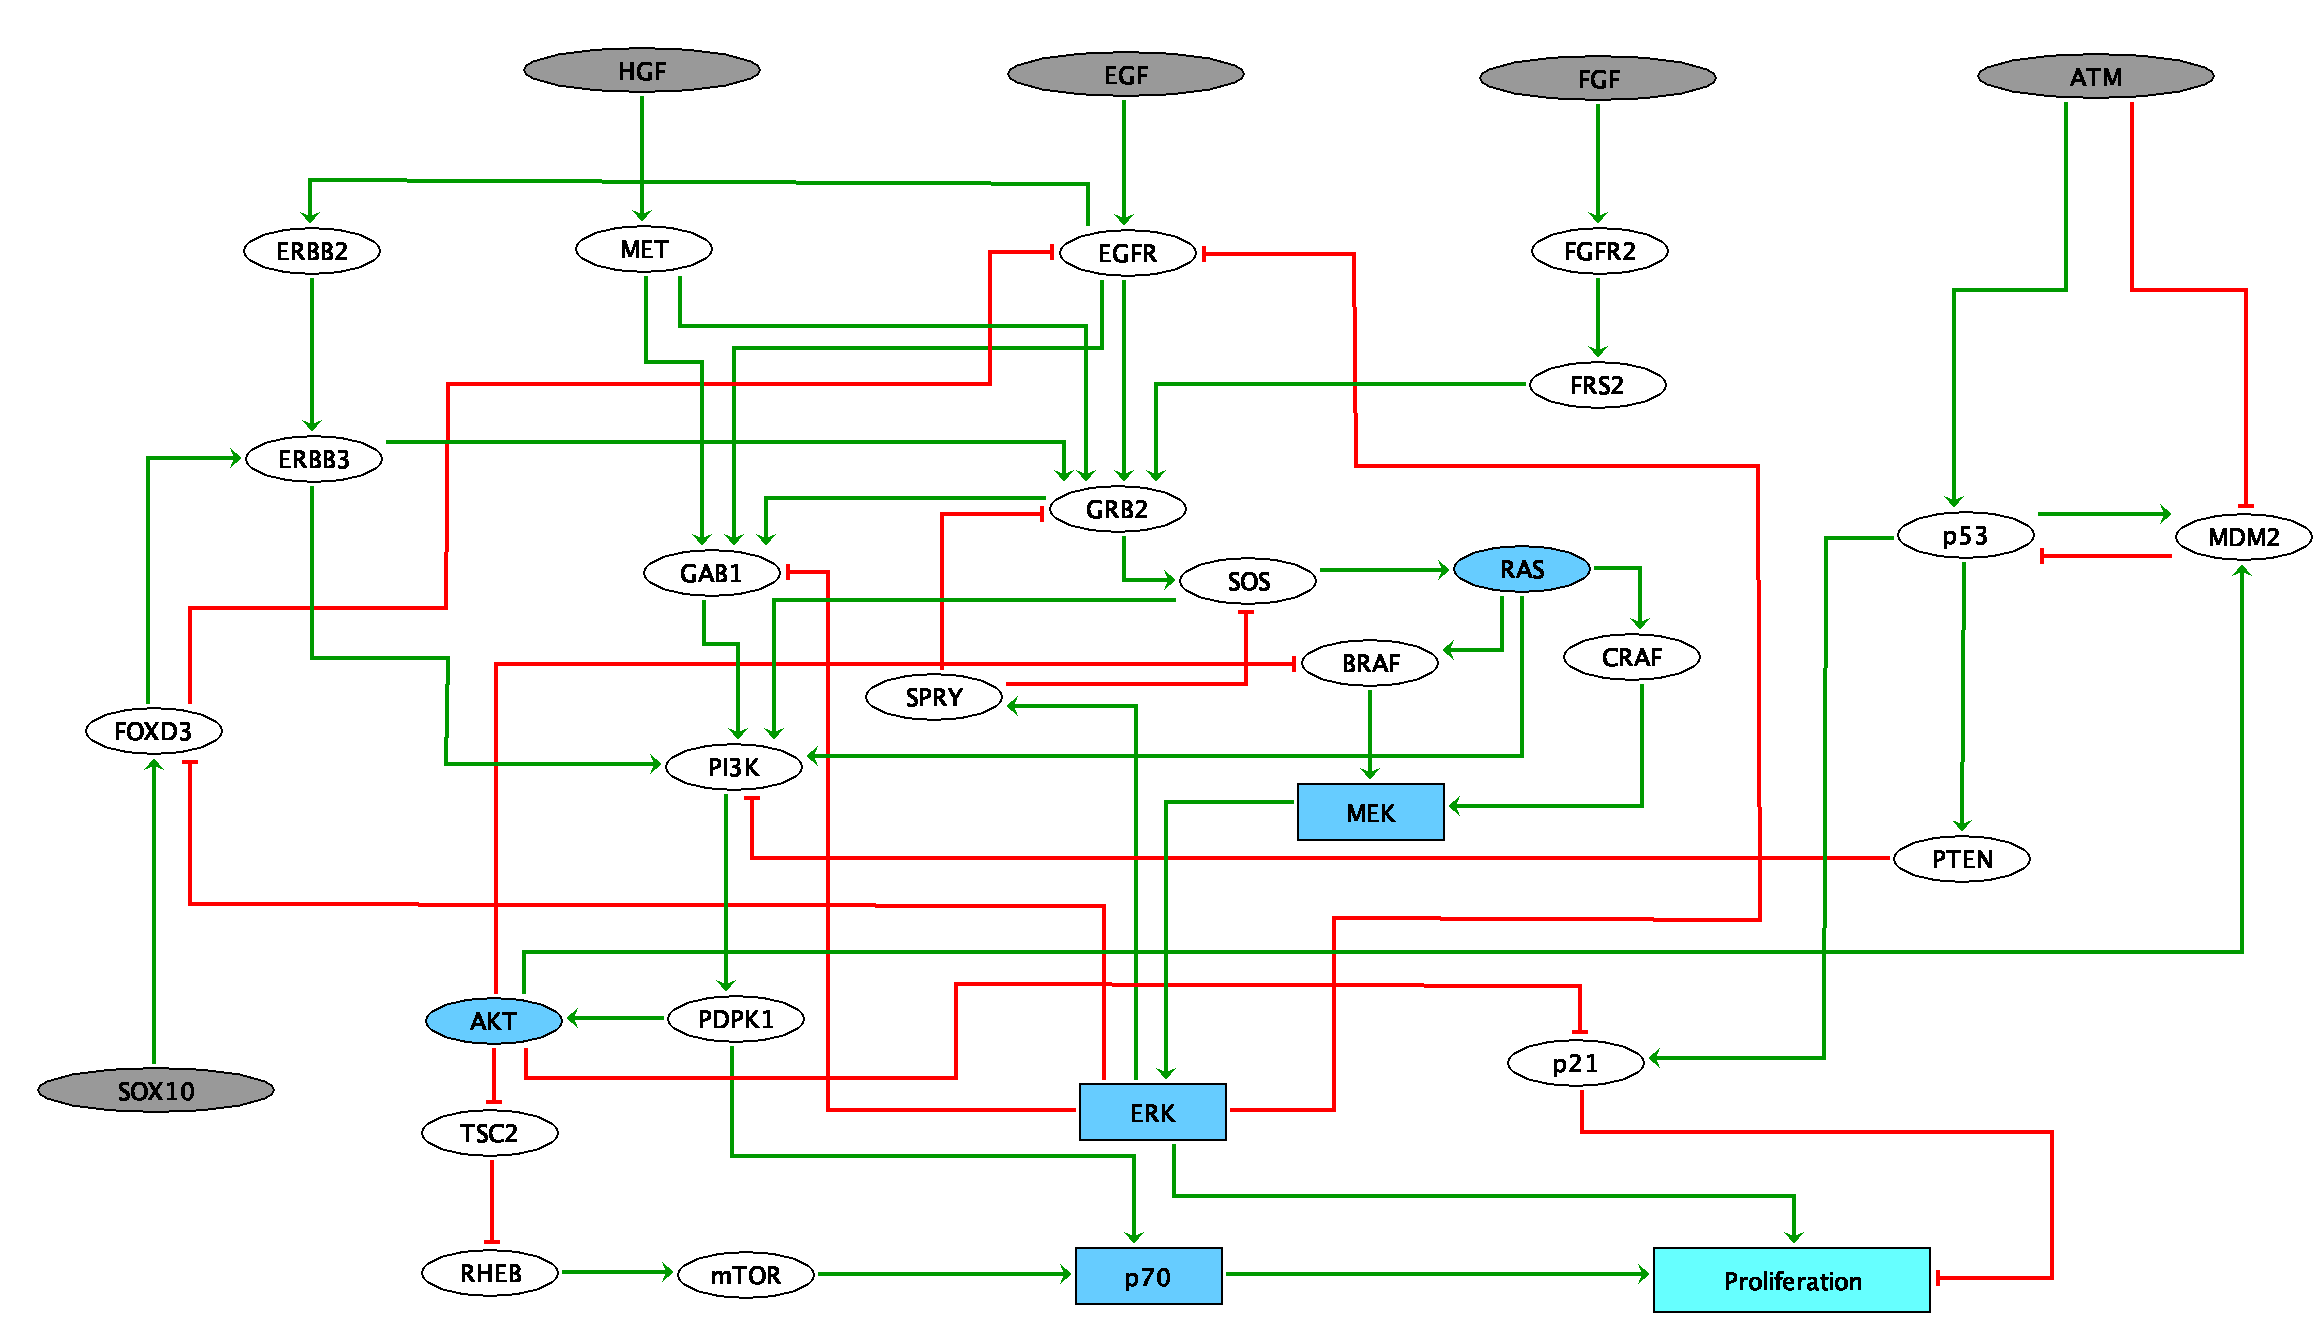 HGF
EGF
FGF
ATM
ERBB2
MET
EGFR
FGFR2
FRS2
ERBB3
GRB2
p53
MDM2
GAB1
SOS
RAS
BRAF
CRAF
SPRY
FOXD3
PI3K
MEK
PTEN
AKT
PDPK1
p21
SOX10
ERK
TSC2
RHEB
mTOR
p70
Proliferation